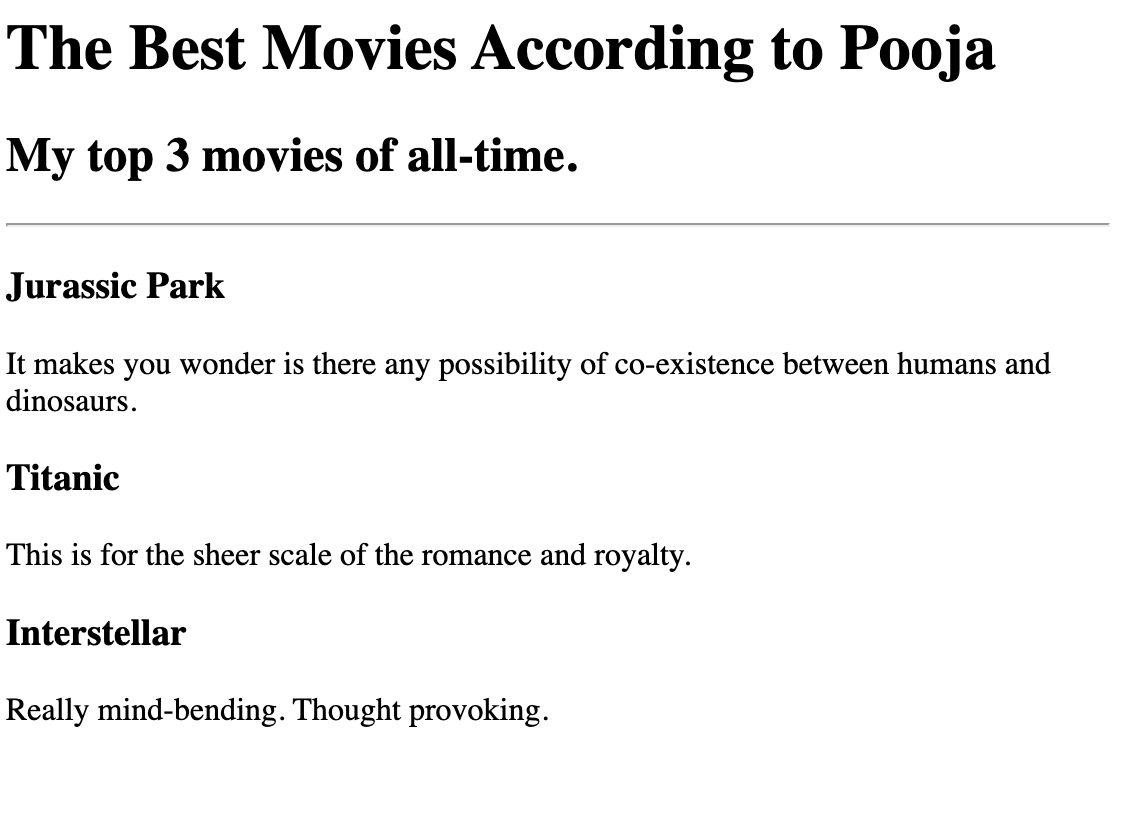 The Best Movies According to Pooja
My top 3 movies of all-time.
Jurassic Park
It makes you wonder is there any possibility of co-existence between humans and
dinosaurs.
Titanic
This is for the sheer scale of the romance and royalty.
Interstellar
Really mind-bending. Thought provoking.